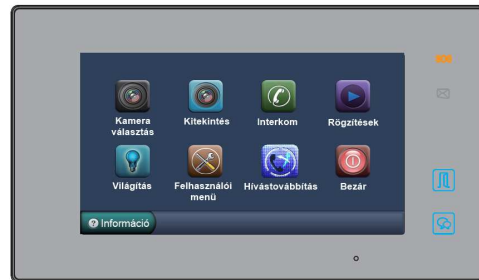 Kamera
választás
Kitekintés
Interkom
Rögzítések
Világítás
Felhasználói
menü
Hívástovábbítás
Bezár
Információ